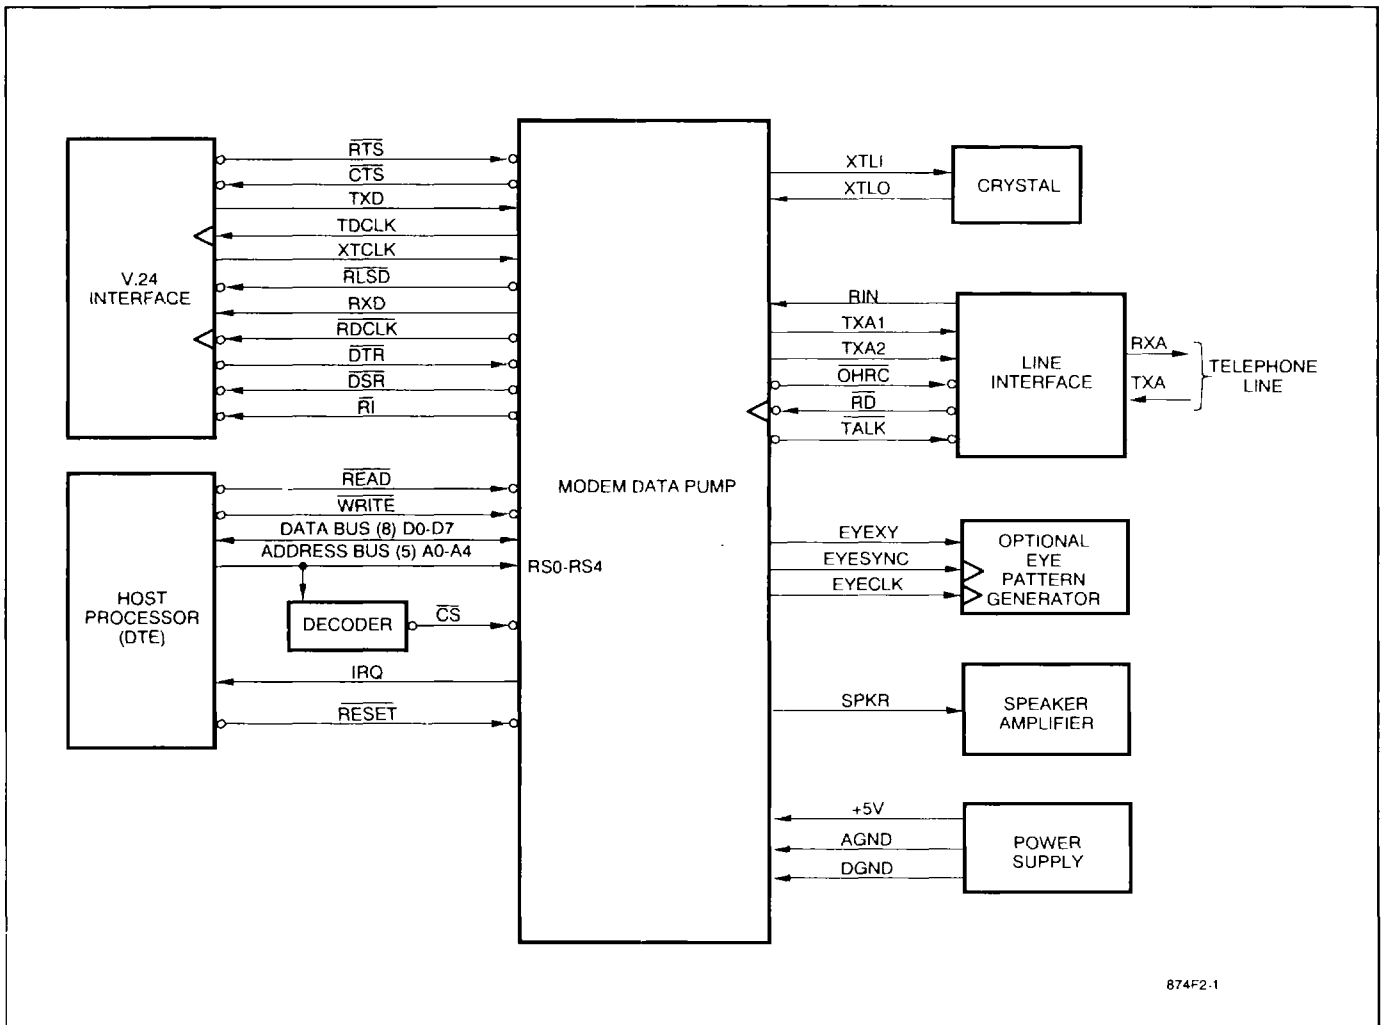 RTS
CTS
TXD
TDCLK
XTCLK
RLSD
RXD
RDCLK
DTR
DSR
RI
V.24
INTERFACE
READ
WRITE
DATA BUS (8) D0-D7
ADDRESS BUS (5) A0-A4
RS0-RS4
HOST
PROCESSOR
(DTE)
DECODER
CS
IRQ
RESET
MODEM DATA PUMP
XTLI
XTLO
CRYSTAL
RIN
TXA1
TXA2
OHRC
RD
TALK
LINE
INTERFACE
RXA
TXA
TELEPHONE
LINE
EYEXY
EYESYNC
EYECLK
OPTIONAL
EYE
PATTERN
GENERATOR
SPKR
SPEAKER
AMPLIFIER
+5V
AGND
DGND
POWER
SUPPLY
874F2-1